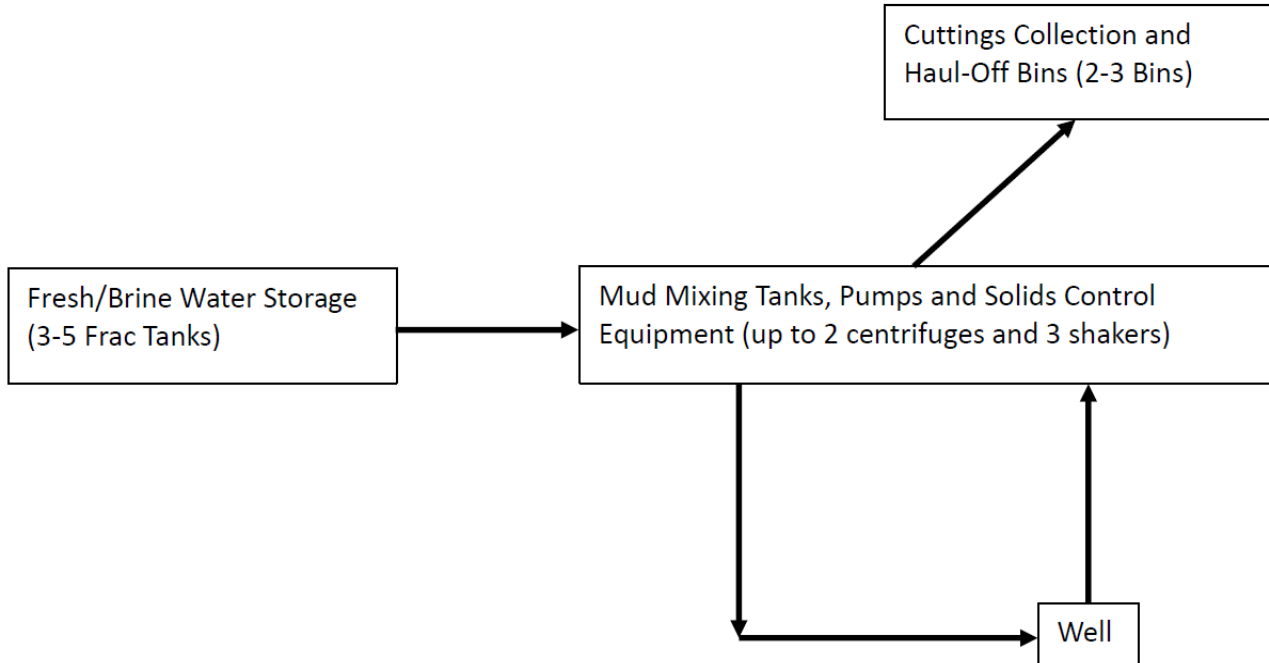 Cuttings Collection and
Haul-Off Bins (2-3 Bins)
Fresh/Brine Water Storage
(3-5 Frac Tanks)
Mud Mixing Tanks, Pumps and Solids Control
Equipment (up to 2 centrifuges and 3 shakers)
Well